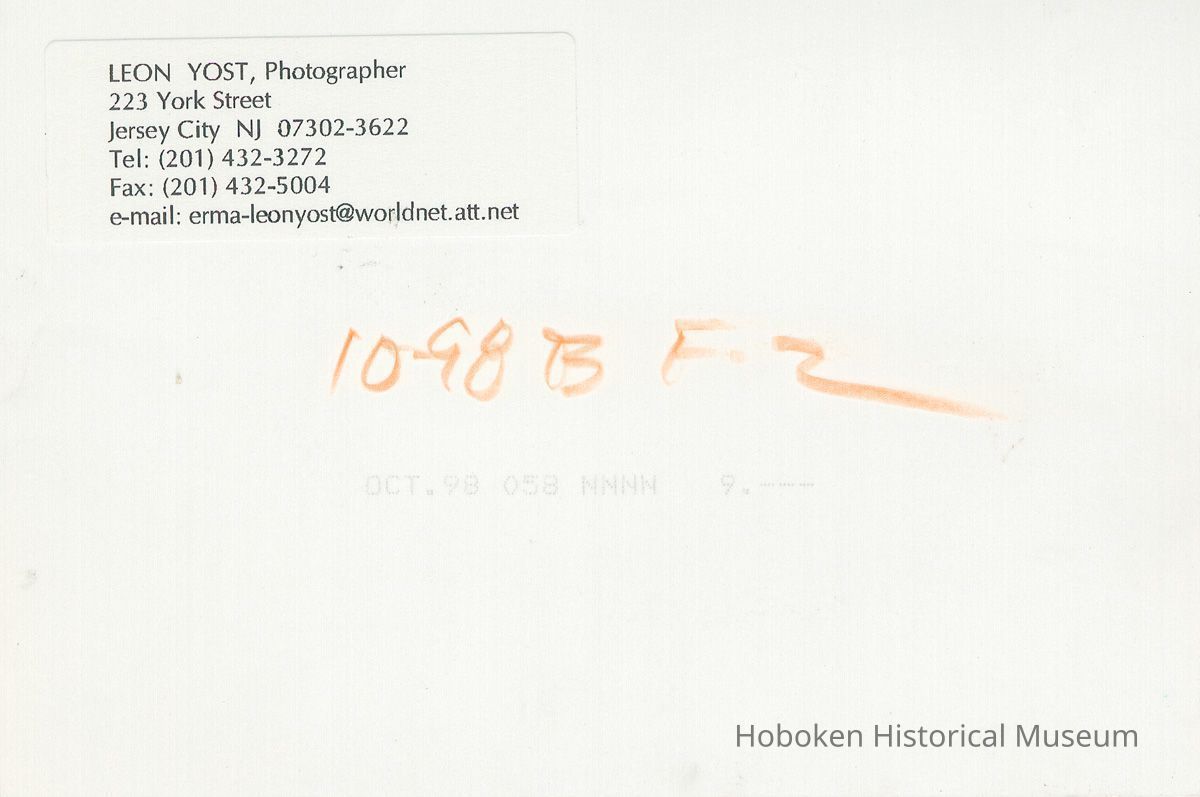 LEON YOST, Photographer
223 York Street
Jersey City NJ 07302-3622
Tel: (201) 432-3272
Fax: (201) 432-5004
e-mail: erma-leonyost@worldnet.att.net
10-98 B F-2
OCT.98 058 NNNN 9.---
Hoboken Historical Museum